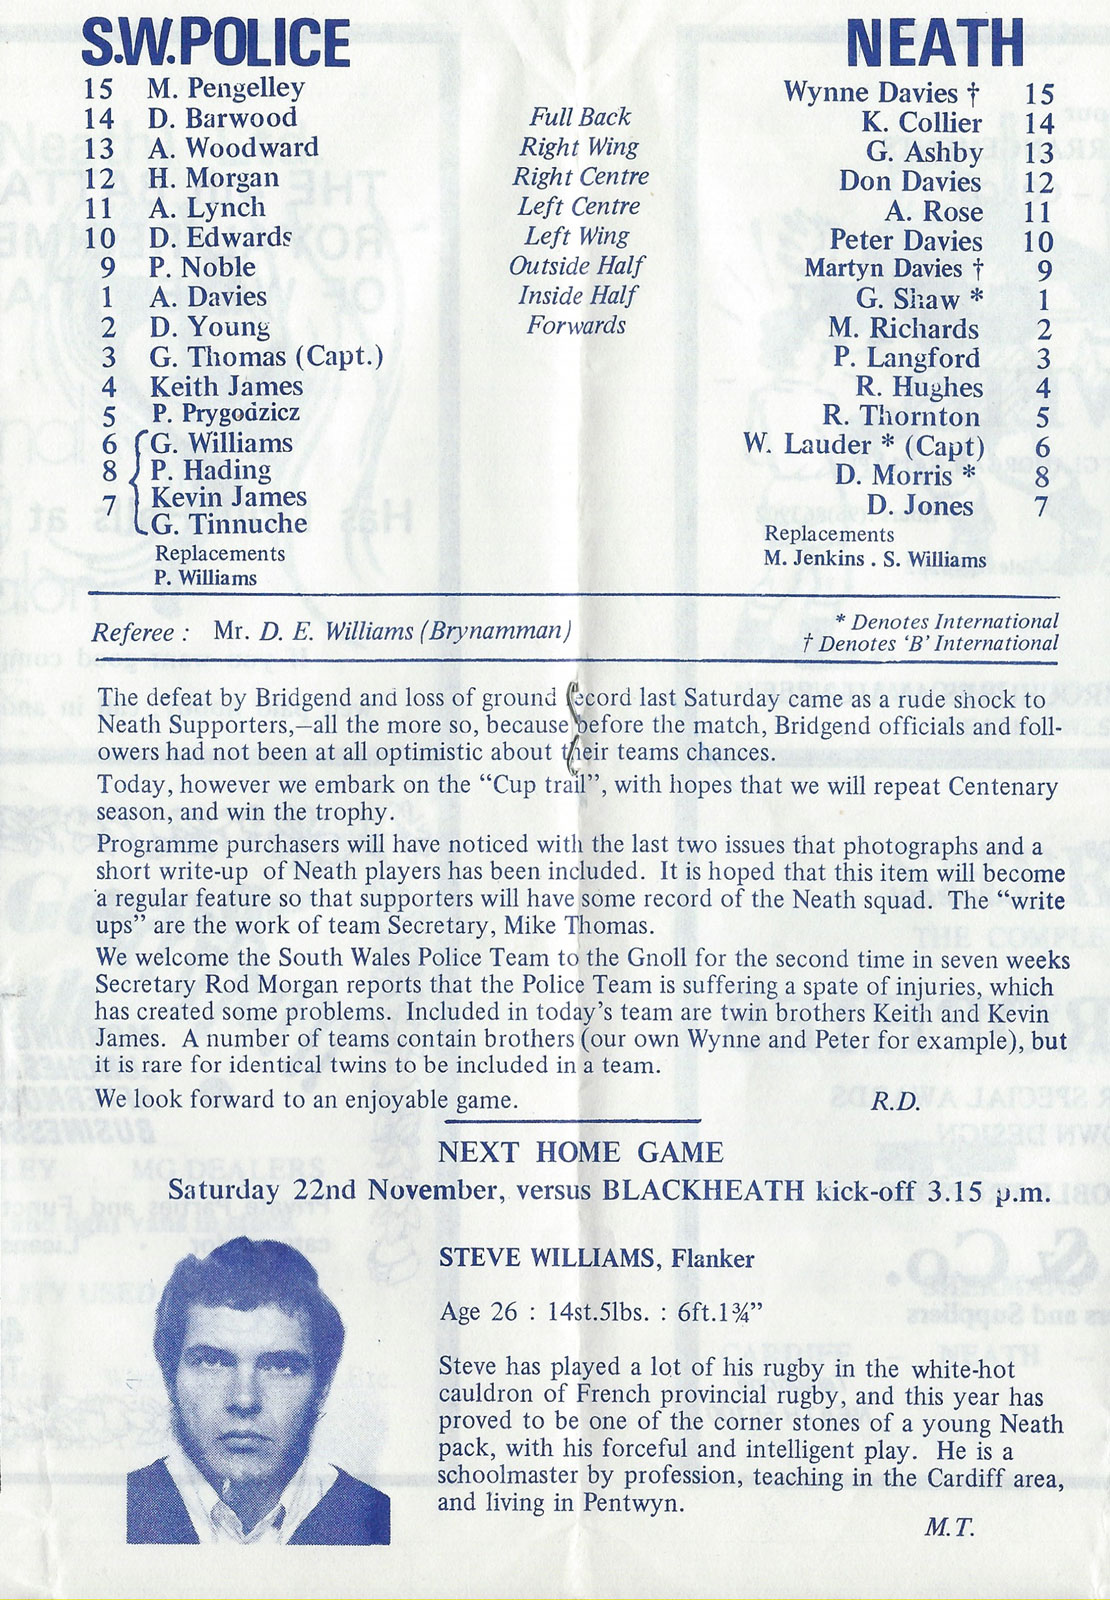 S.W.POLICE
15 M. Pengelley
14 D. Barwood
13 A. Woodward
12 H. Morgan
11 A. Lynch
10 D. Edwards
9 P. Noble
1 A. Davies
2 D. Young
3 G. Thomas (Capt.)
4 Keith James
5 P. Prygodzicz
6 G. Williams
8 P. Hading
7 Kevin James
G. Tinnuche
Replacements
P. Williams
Full Back
Right Wing
Right Centre
Left Centre
Left Wing
Outside Half
Inside Half
Forwards
NEATH
Wynne Davies † 15
K. Collier 14
G. Ashby 13
Don Davies 12
A. Rose 11
Peter Davies 10
Martyn Davies † 9
G. Shaw * 1
M. Richards 2
P. Langford 3
R. Hughes 4
R. Thornton 5
W. Lauder * (Capt) 6
D. Morris * 8
D. Jones 7
Replacements
M. Jenkins . S. Williams
Referee : Mr. D. E. Williams (Brynamman)
* Denotes International
† Denotes ‘B’ International
The defeat by Bridgend and loss of ground record last Saturday came as a rude shock to
Neath Supporters,—all the more so, because before the match, Bridgend officials and foll-
owers had not been at all optimistic about their teams chances.
Today, however we embark on the “Cup trail”, with hopes that we will repeat Centenary
season, and win the trophy.
Programme purchasers will have noticed with the last two issues that photographs and a
short write-up of Neath players has been included. It is hoped that this item will become
a regular feature so that supporters will have some record of the Neath squad. The “write
ups” are the work of team Secretary, Mike Thomas.
We welcome the South Wales Police Team to the Gnoll for the second time in seven weeks
Secretary Rod Morgan reports that the Police Team is suffering a spate of injuries, which
has created some problems. Included in today’s team are twin brothers Keith and Kevin
James. A number of teams contain brothers (our own Wynne and Peter for example), but
it is rare for identical twins to be included in a team.
We look forward to an enjoyable game. R.D.
NEXT HOME GAME
Saturday 22nd November, versus BLACKHEATH kick-off 3.15 p.m.
STEVE WILLIAMS, Flanker
Age 26 : 14st.5lbs. : 6ft.1¾”
Steve has played a lot of his rugby in the white-hot
cauldron of French provincial rugby, and this year has
proved to be one of the corner stones of a young Neath
pack, with his forceful and intelligent play. He is a
schoolmaster by profession, teaching in the Cardiff area,
and living in Pentwyn.
M.T.